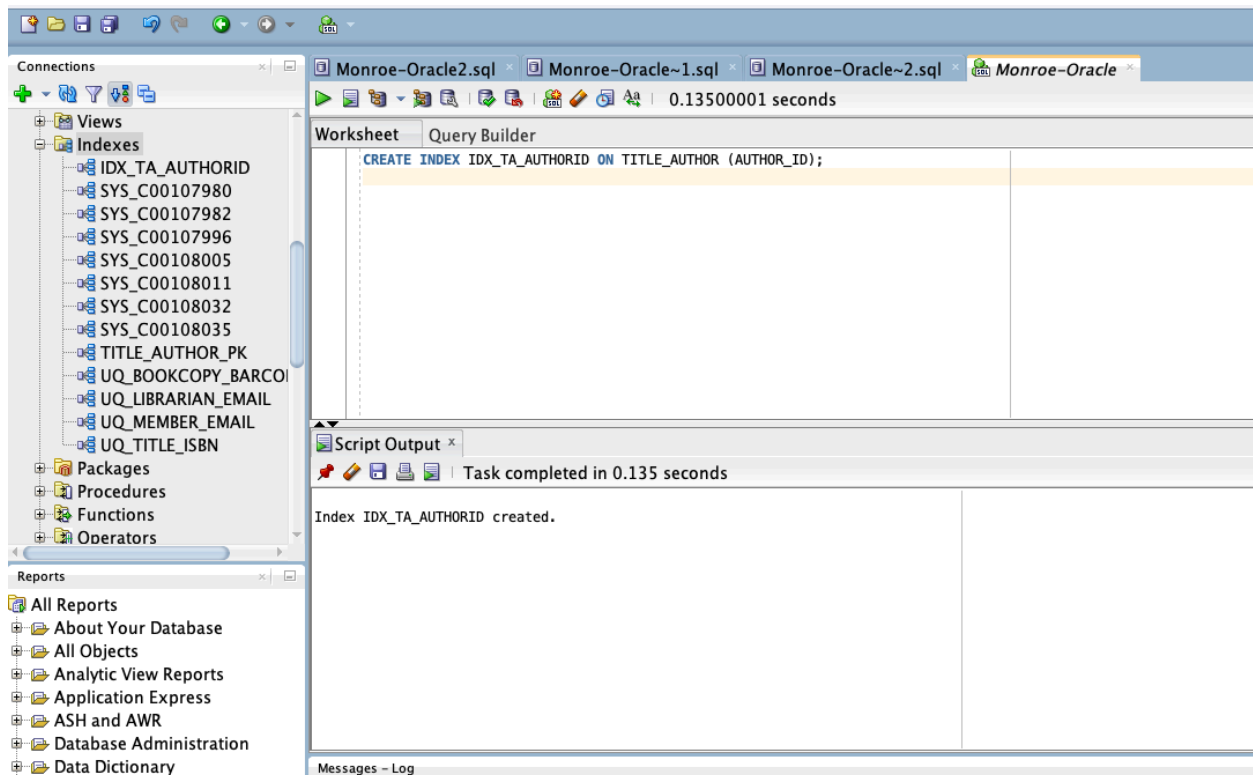 Connections
Views
Indexes
IDX_TA_AUTHORID
SYS_C00107980
SYS_C00107982
SYS_C00107996
SYS_C00108005
SYS_C00108011
SYS_C00108032
SYS_C00108035
TITLE_AUTHOR_PK
UQ_BOOKCOPY_BARCO
UQ_LIBRARIAN_EMAIL
UQ_MEMBER_EMAIL
UQ_TITLE_ISBN
Packages
Procedures
Functions
Operators
Reports
All Reports
About Your Database
All Objects
Analytic View Reports
Application Express
ASH and AWR
Database Administration
Data Dictionary
Monroe-Oracle2.sql Monroe-Oracle~1.sql Monroe-Oracle~2.sql Monroe-Oracle
0.13500001 seconds
Worksheet Query Builder
CREATE INDEX IDX_TA_AUTHORID ON TITLE_AUTHOR (AUTHOR_ID);
Script Output
Task completed in 0.135 seconds
Index IDX_TA_AUTHORID created.
Messages - Log